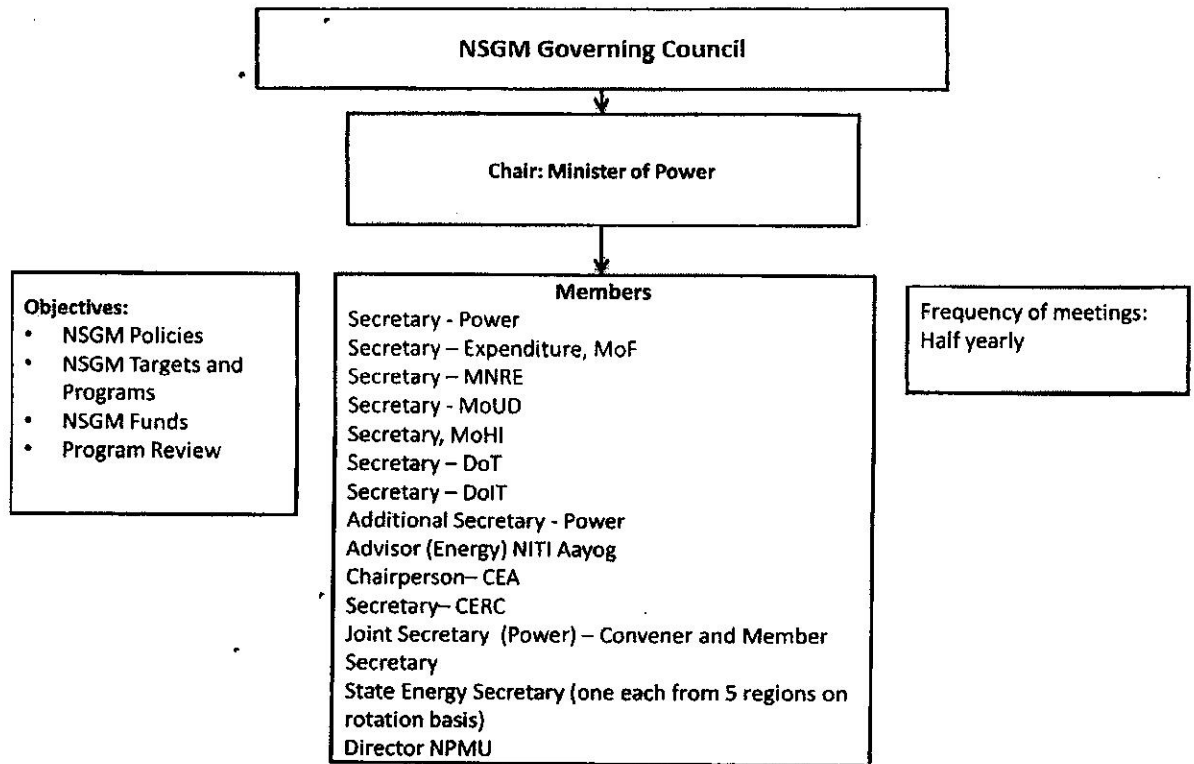 NSGM Governing Council
Chair: Minister of Power
Objectives:
• NSGM Policies
• NSGM Targets and
Programs
• NSGM Funds
• Program Review
Members
Secretary - Power
Secretary – Expenditure, MoF
Secretary – MNRE
Secretary - MoUD
Secretary, MoHI
Secretary – DoT
Secretary – DoIT
Additional Secretary - Power
Advisor (Energy) NITI Aayog
Chairperson– CEA
Secretary– CERC
Joint Secretary (Power) – Convener and Member
Secretary
State Energy Secretary (one each from 5 regions on
rotation basis)
Director NPMU
Frequency of meetings:
Half yearly